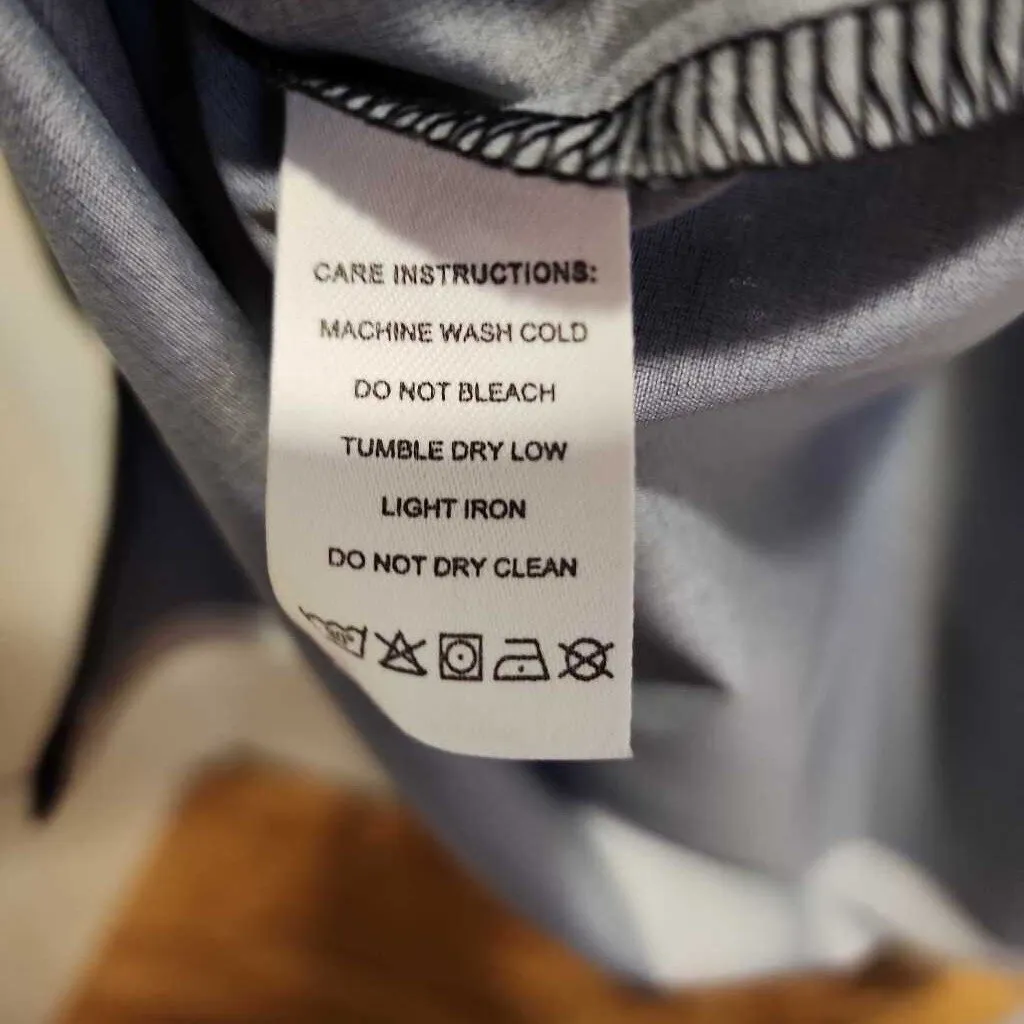 CARE INSTRUCTIONS:
MACHINE WASH COLD
DO NOT BLEACH
TUMBLE DRY LOW
LIGHT IRON
DO NOT DRY CLEAN